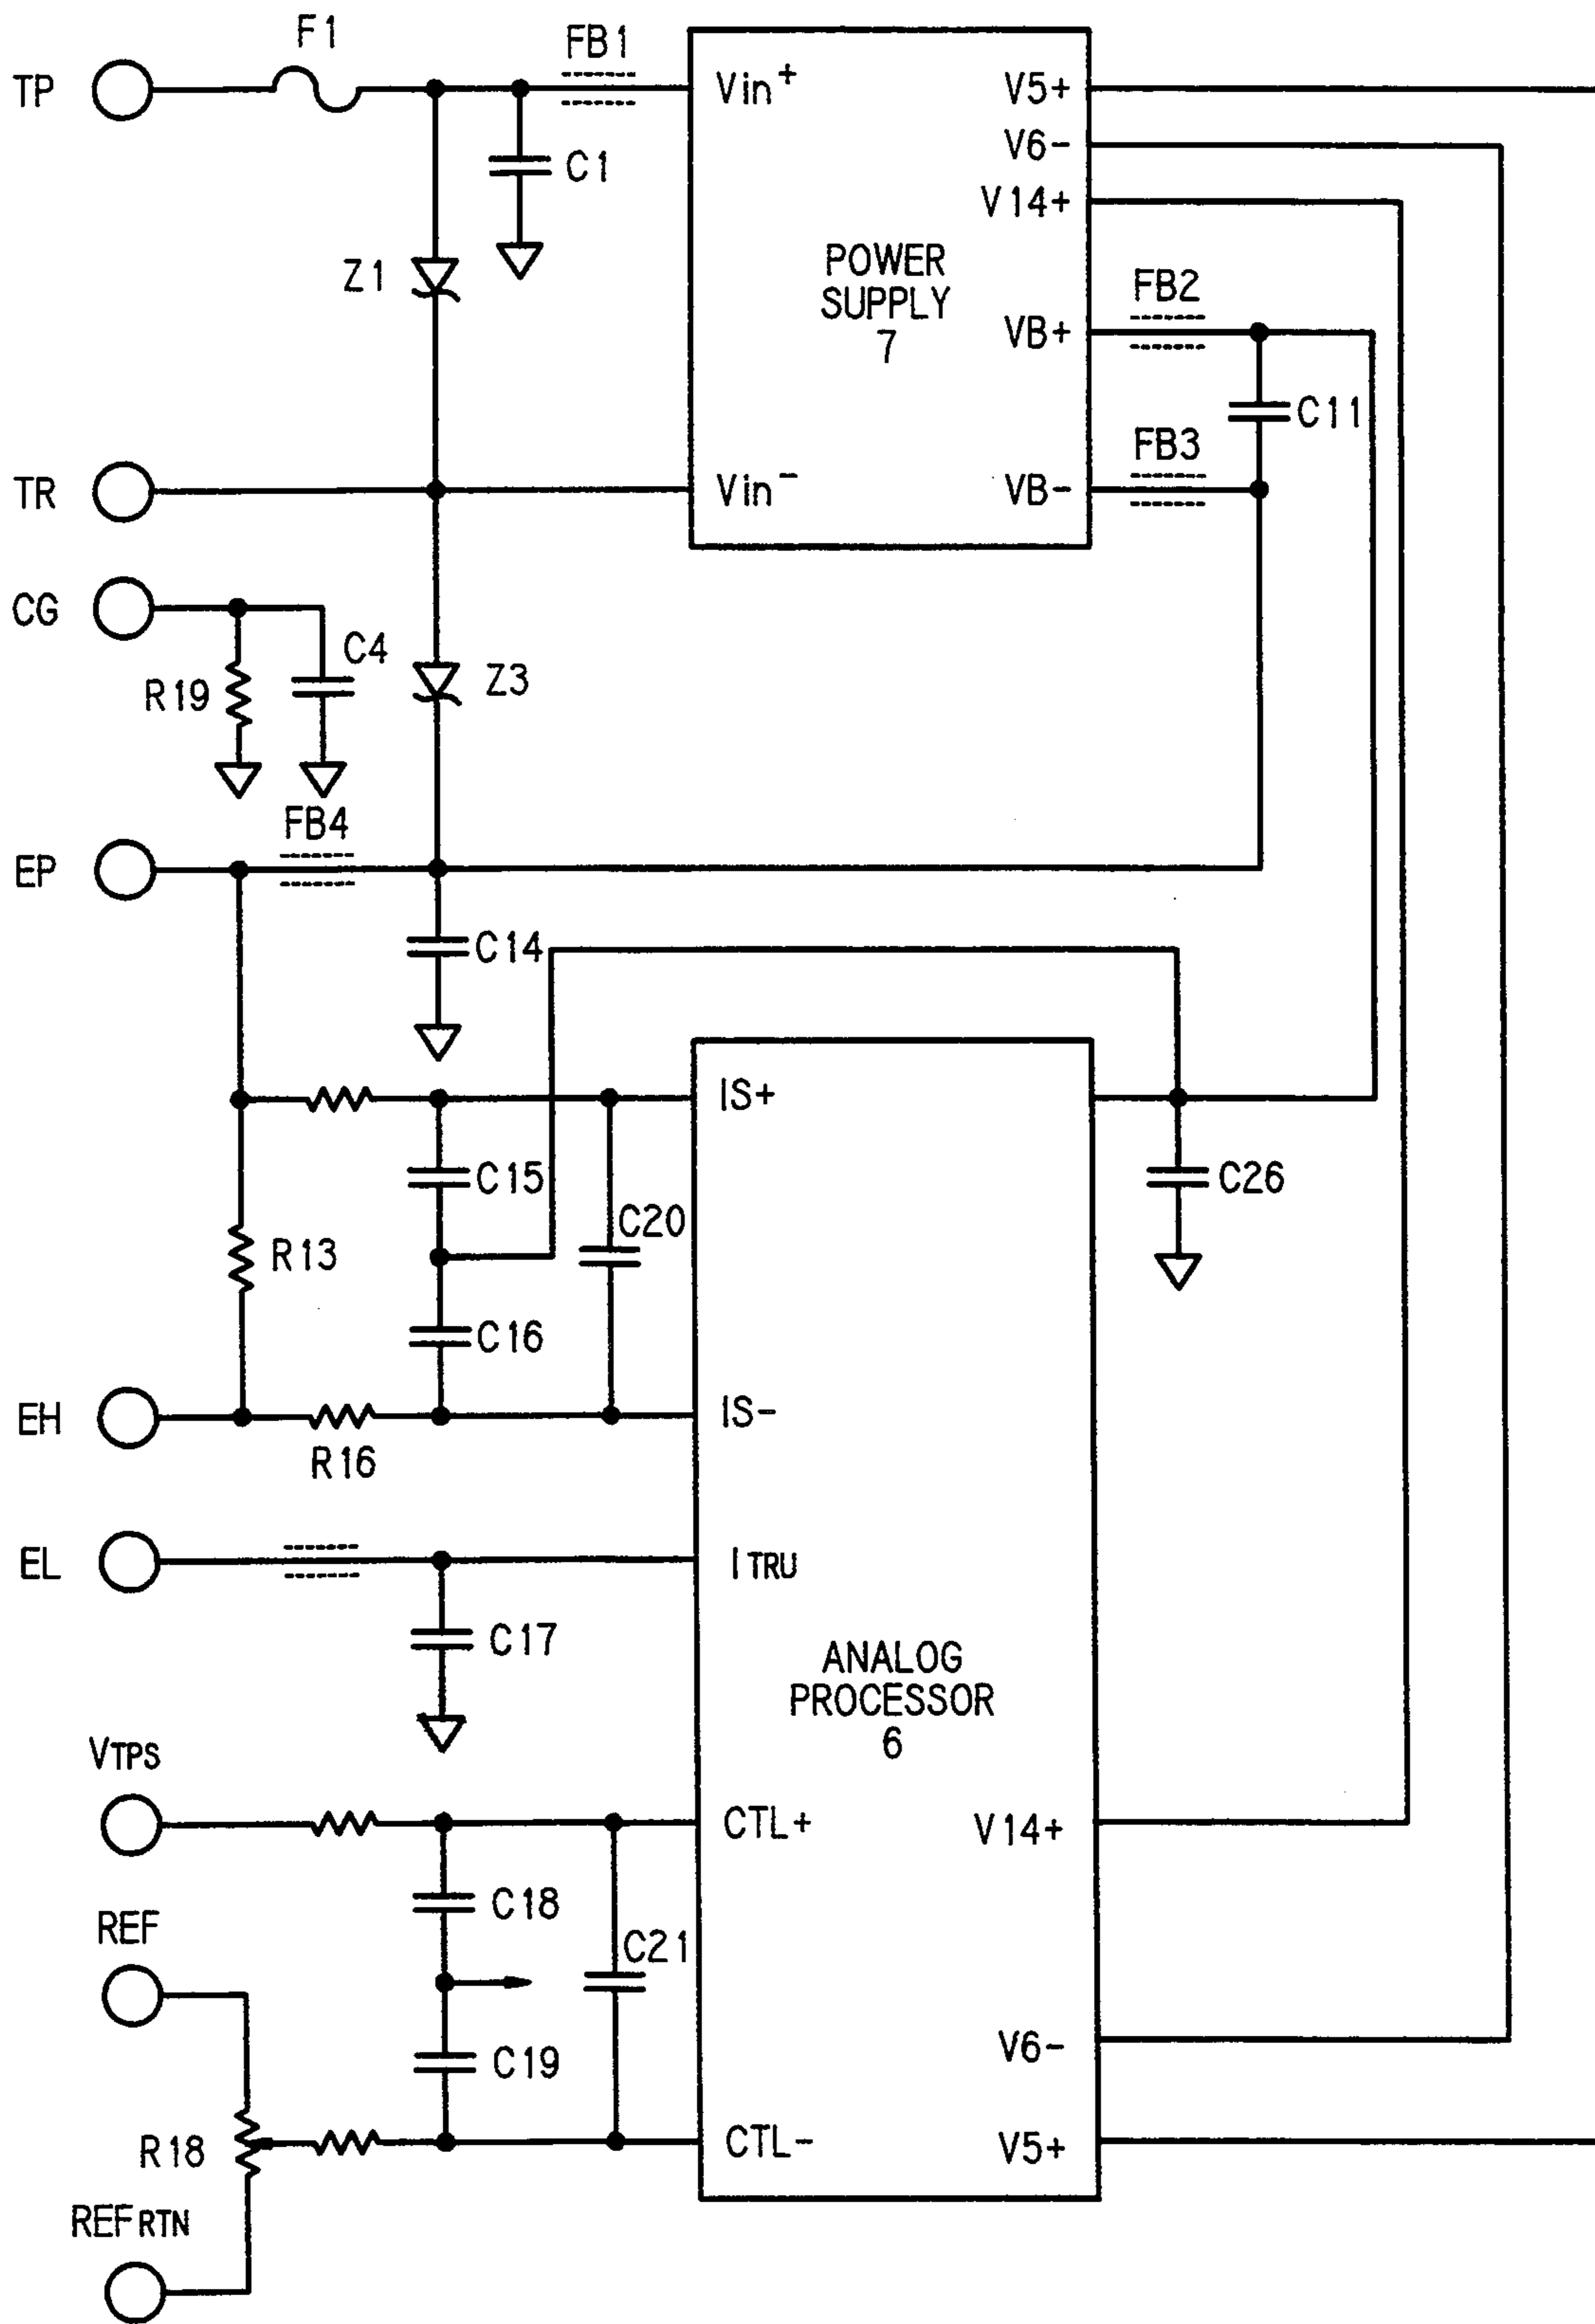 F1
FB1
TP
Vin+
V5+
V6-
C1
V14+
Z1
POWER
SUPPLY
7
FB2
VB+
C11
FB3
TR
Vin-
VB-
CG
C4
R19
Z3
FB4
EP
C14
IS+
C15
C26
C20
R13
C16
EH
IS-
R16
EL
ITRU
C17
ANALOG
PROCESSOR
6
VTPS
CTL+
V14+
C18
REF
C21
C19
V6-
R18
CTL-
V5+
REFRTN